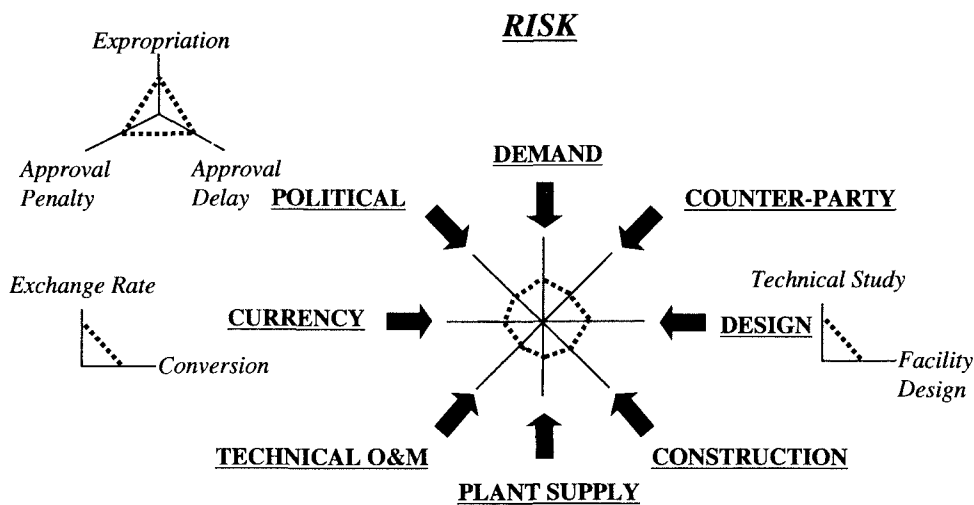 RISK
Expropriation
Approval
Penalty
Approval
Delay
DEMAND
POLITICAL
COUNTER-PARTY
Exchange Rate
Conversion
CURRENCY
Technical Study
DESIGN
Facility
Design
TECHNICAL O&M
CONSTRUCTION
PLANT SUPPLY